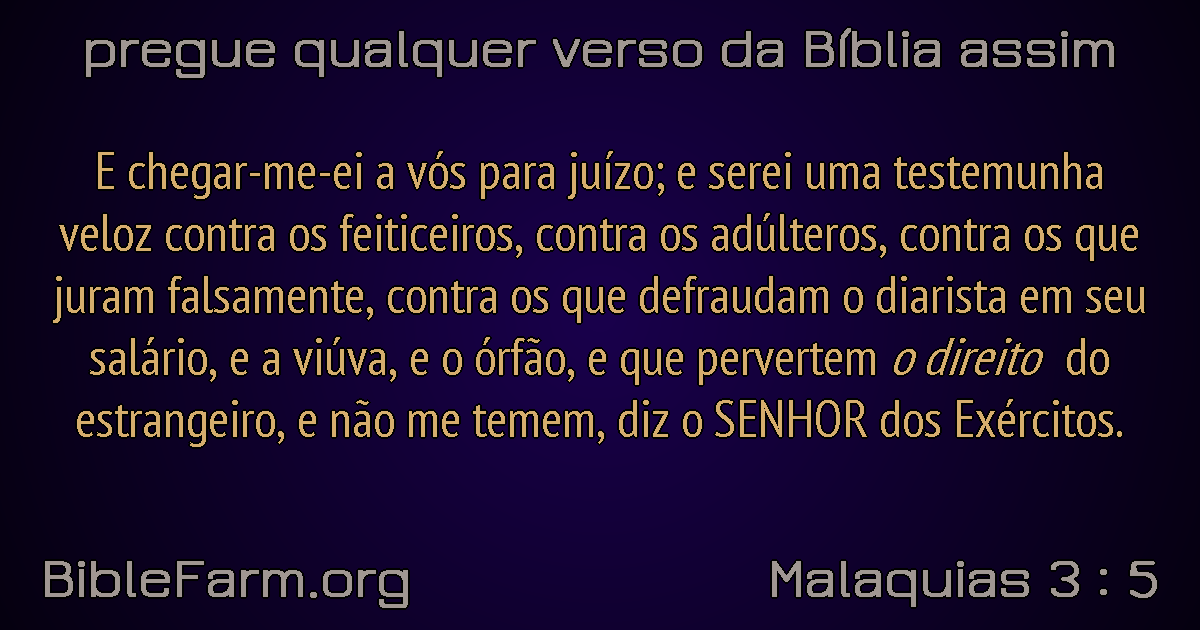 pregue qualquer verso da Bíblia assim
E chegar-me-ei a vós para juízo; e serei uma testemunha
veloz contra os feiticeiros, contra os adúlteros, contra os que
juram falsamente, contra os que defraudam o diarista em seu
salário, e a viúva, e o órfão, e que pervertem o direito do
estrangeiro, e não me temem, diz o SENHOR dos Exércitos.
BibleFarm.org
Malaquias 3 : 5